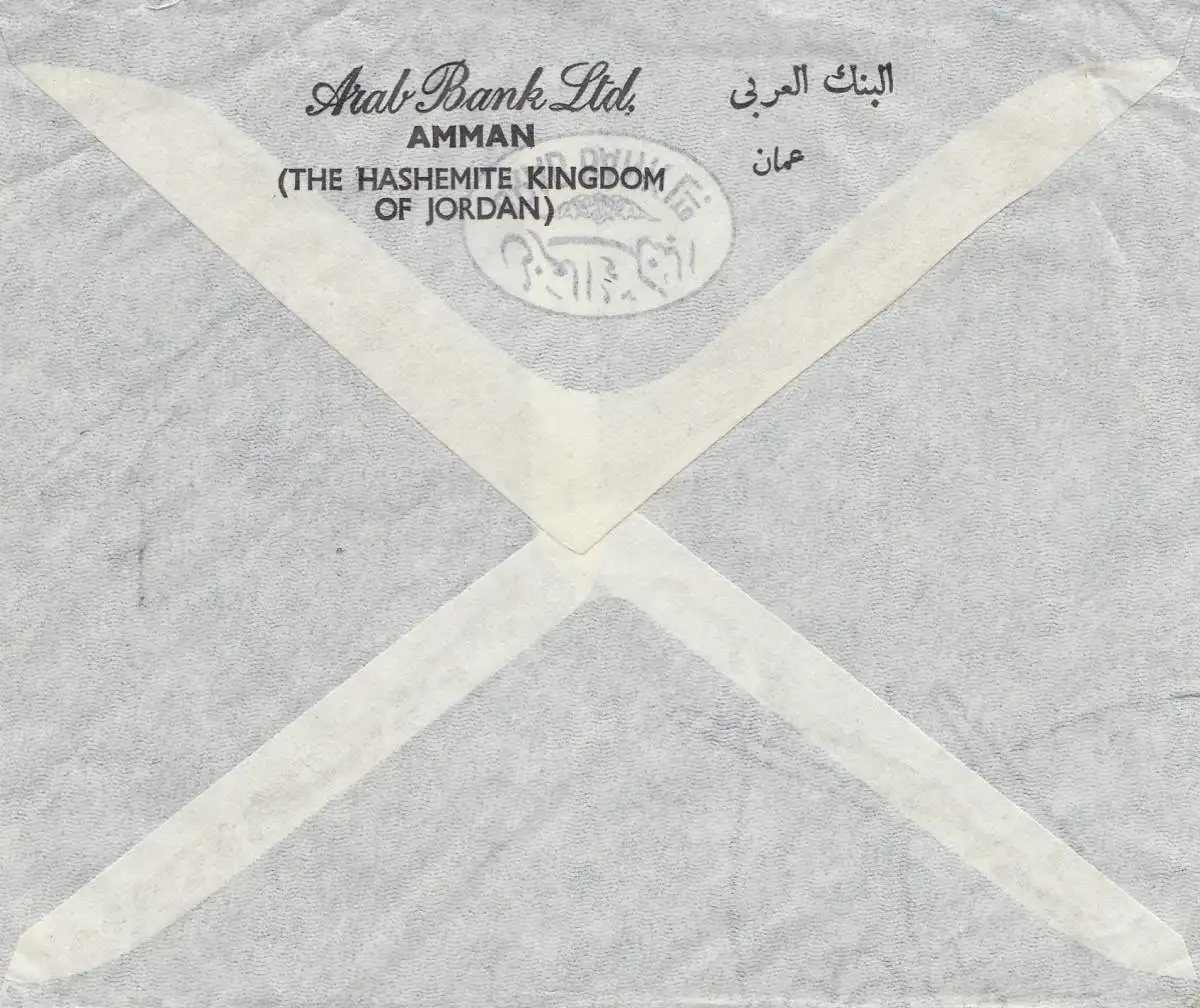 Arab Bank Ltd.
البنك العربي
AMMAN
عمان
(THE HASHEMITE KINGDOM
OF JORDAN)